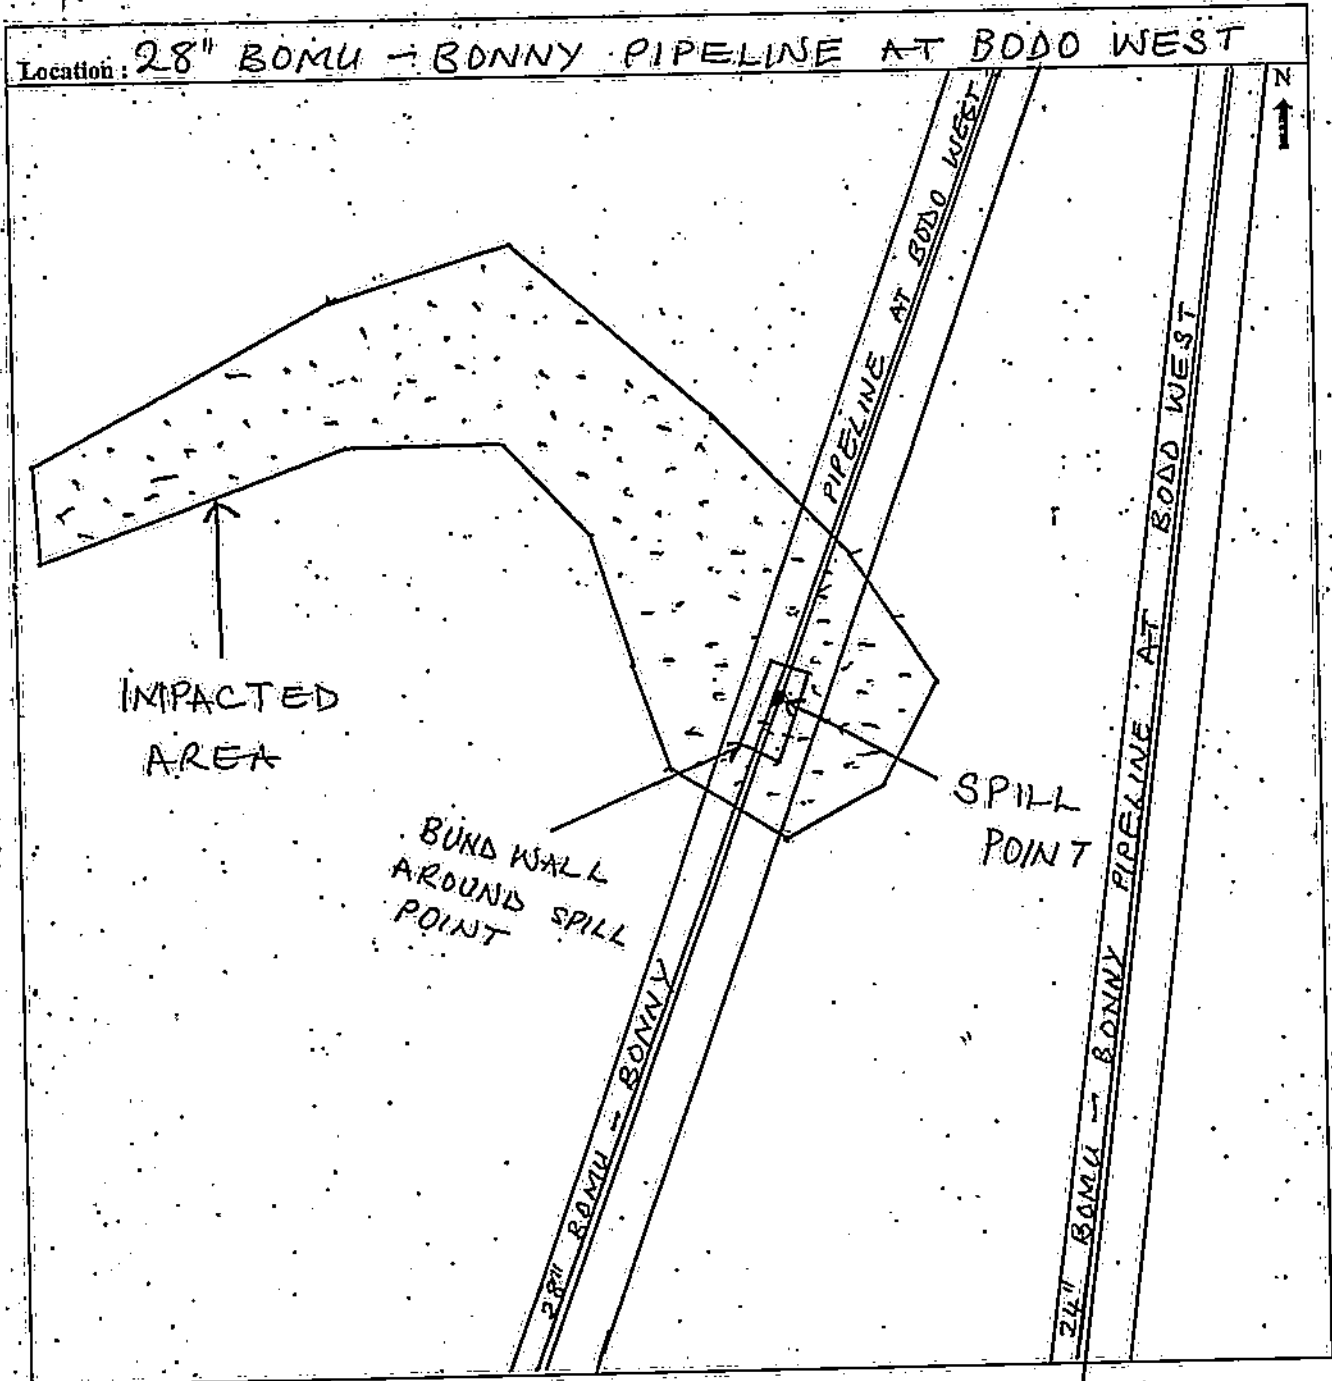 Location : 28" BOMU - BONNY PIPELINE AT BODO WEST
N
28" BOMU - BONNY PIPELINE AT BODO WEST
24" BOMU - BONNY PIPELINE AT BODO WEST
IMPACTED
AREA
BUND WALL
AROUND SPILL
POINT
SPILL
POINT